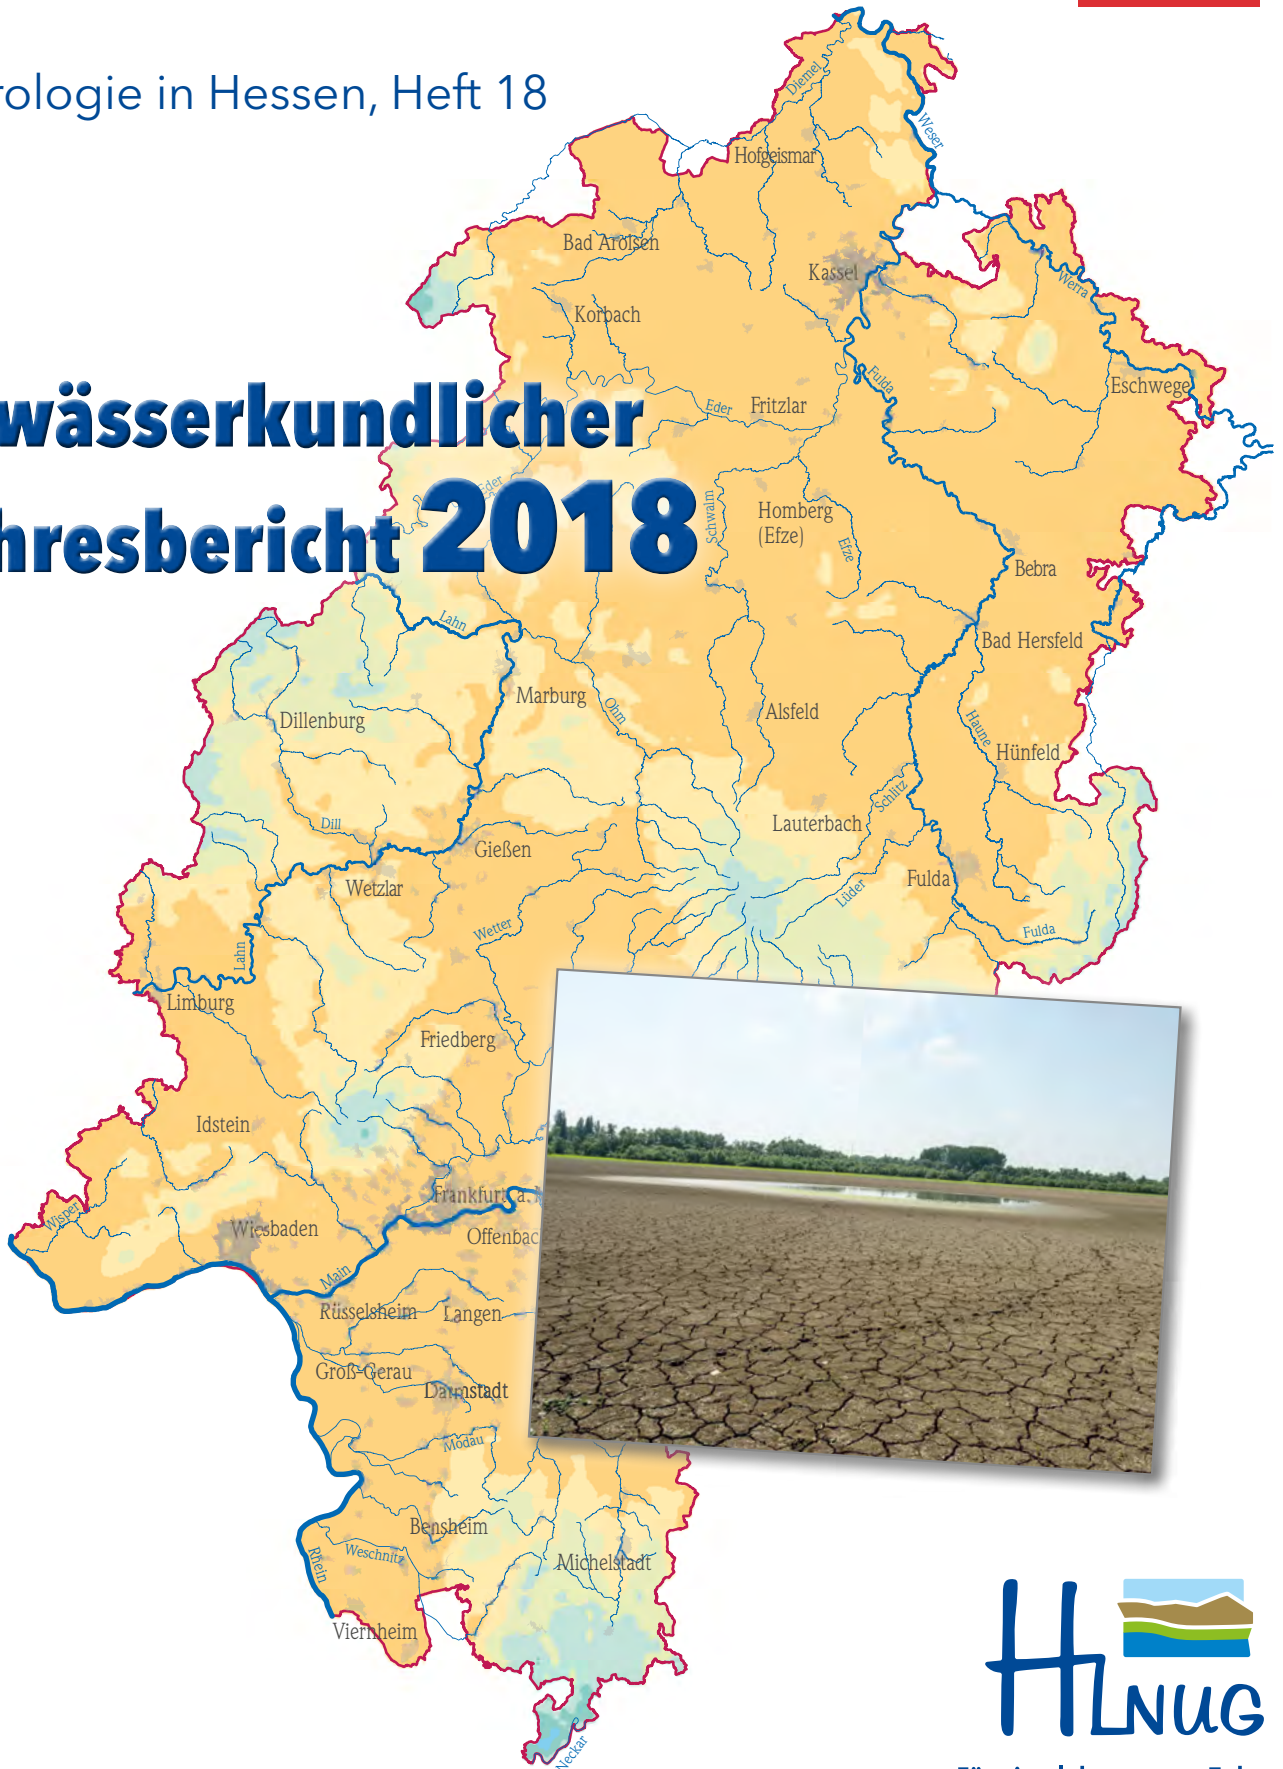 rologie in Hessen, Heft 18
wässerkundlicher
hresbericht 2018
Diemel
Weser
Hofgeismar
Bad Arolsen
Kassel
Werra
Korbach
Fulda
Eschwege
Eder
Fritzlar
Eder
Schwalm
Homberg
(Efze)
Efze
Bebra
Lahn
Bad Hersfeld
Marburg
Ohm
Dillenburg
Alsfeld
Haune
Hünfeld
Schlitz
Dill
Lauterbach
Gießen
Wetzlar
Lüder
Fulda
Wetter
Fulda
Lahn
Limburg
Friedberg
Idstein
Frankfurt a.
Wisper
Wiesbaden
Offenbac
Main
Rüsselsheim
Langen
Groß-Gerau
Darmstadt
Modau
Bensheim
Weschnitz
Rhein
Michelstadt
Viernheim
Neckar
HLNUG